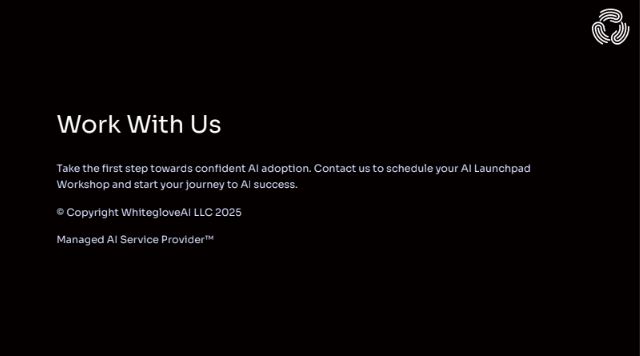 Work With Us
Take the first step towards confident AI adoption. Contact us to schedule your AI Launchpad
Workshop and start your journey to AI success.
© Copyright WhitegloveAI LLC 2025
Managed AI Service Provider™